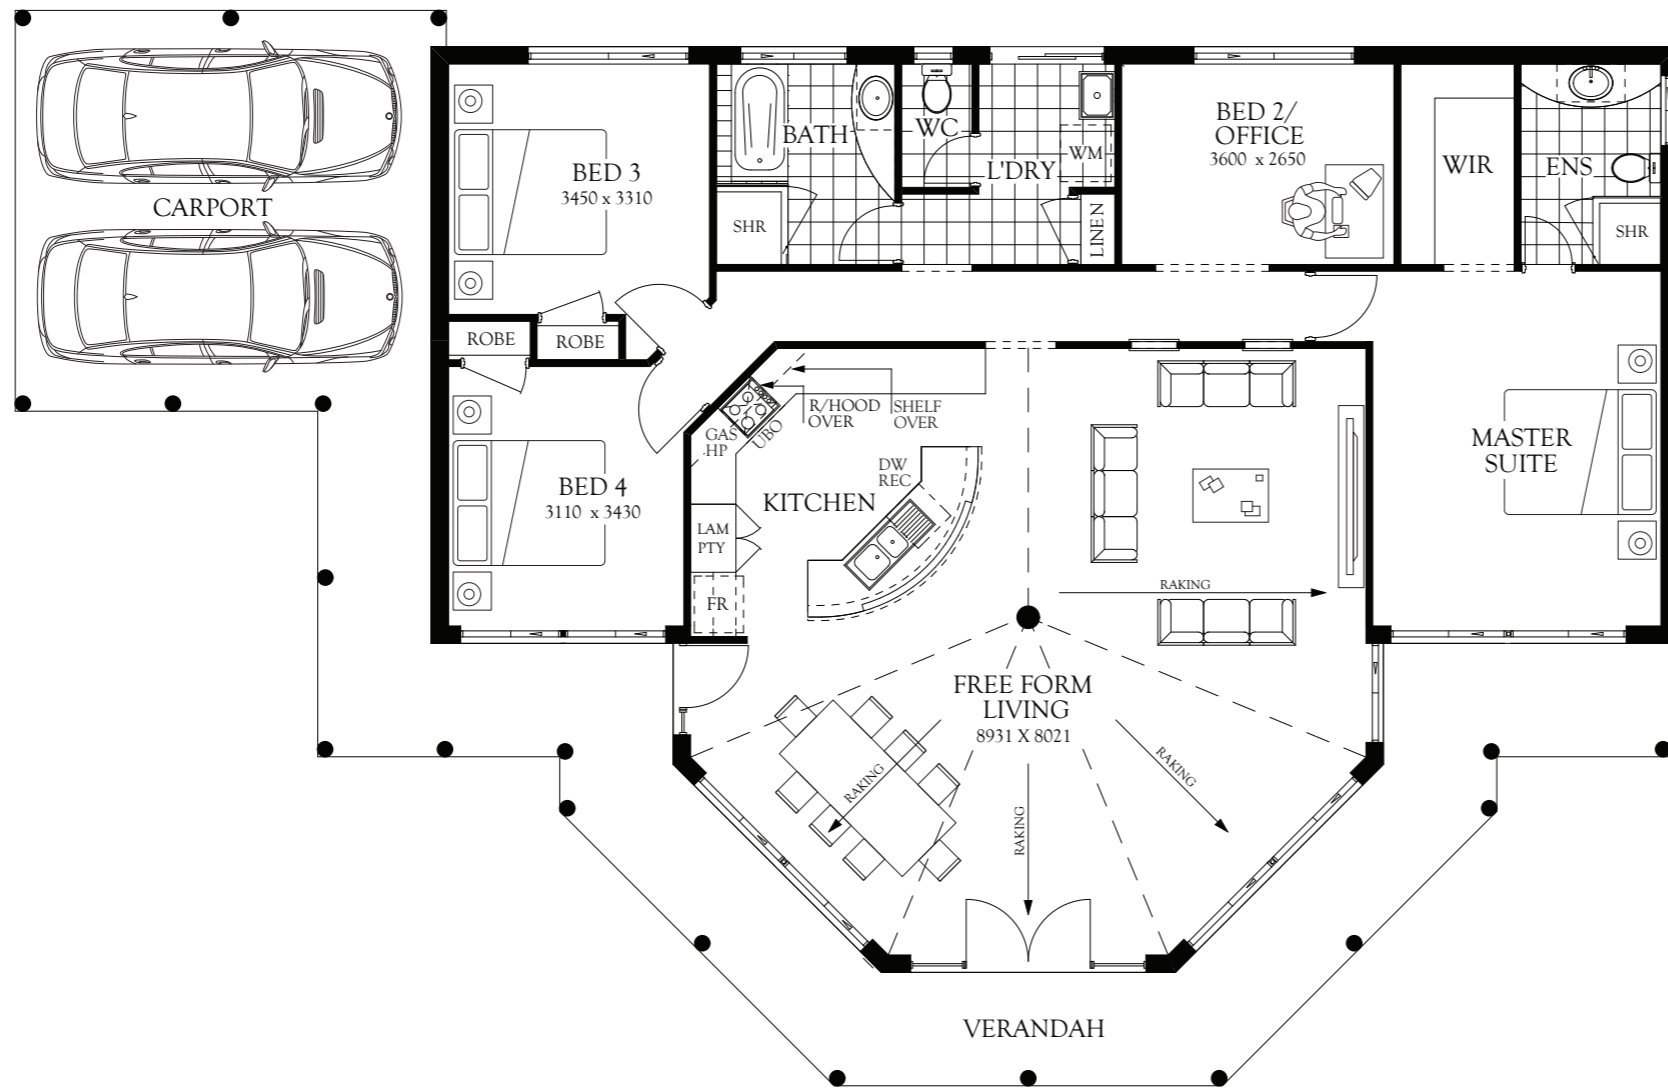 CARPORT
BED 3
3450 x 3310
BATH
SHR
WC
L'DRY
WM
LINEN
BED 2/
OFFICE
3600 x 2650
WIR
ENS
SHR
ROBE
ROBE
BED 4
3110 x 3430
GAS
HP
UBO
R/HOOD
OVER
SHELF
OVER
DW
REC
KITCHEN
LAM
PTY
FR
MASTER
SUITE
RAKING
FREE FORM
LIVING
8931 X 8021
RAKING
RAKING
RAKING
VERANDAH